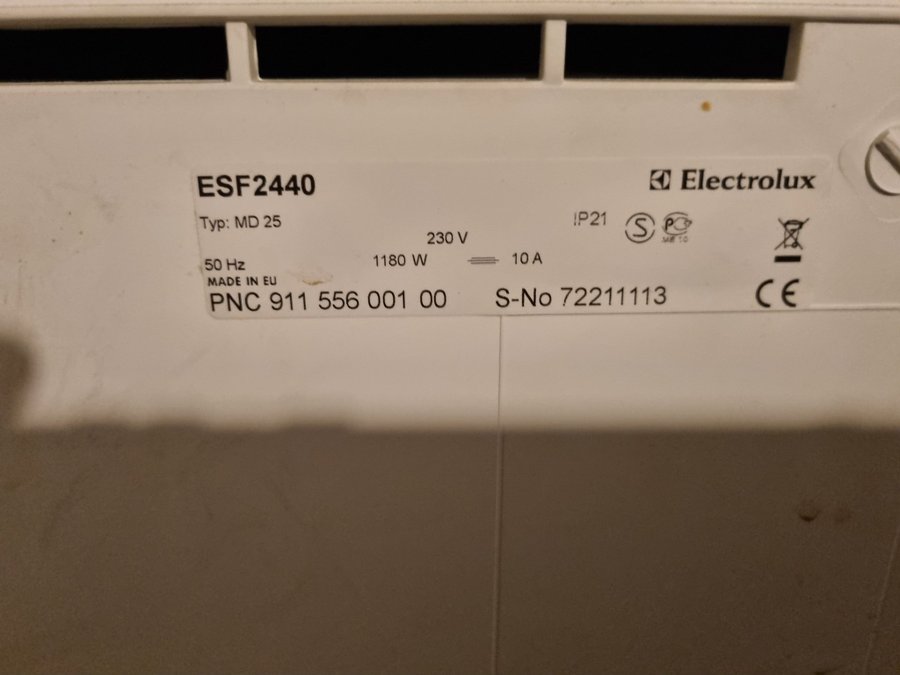 ESF2440
Electrolux
Typ: MD 25
IP21
S
230 V
50 Hz
1180 W
10 A
MADE IN EU
PNC 911 556 001 00
S-No 72211113
CE